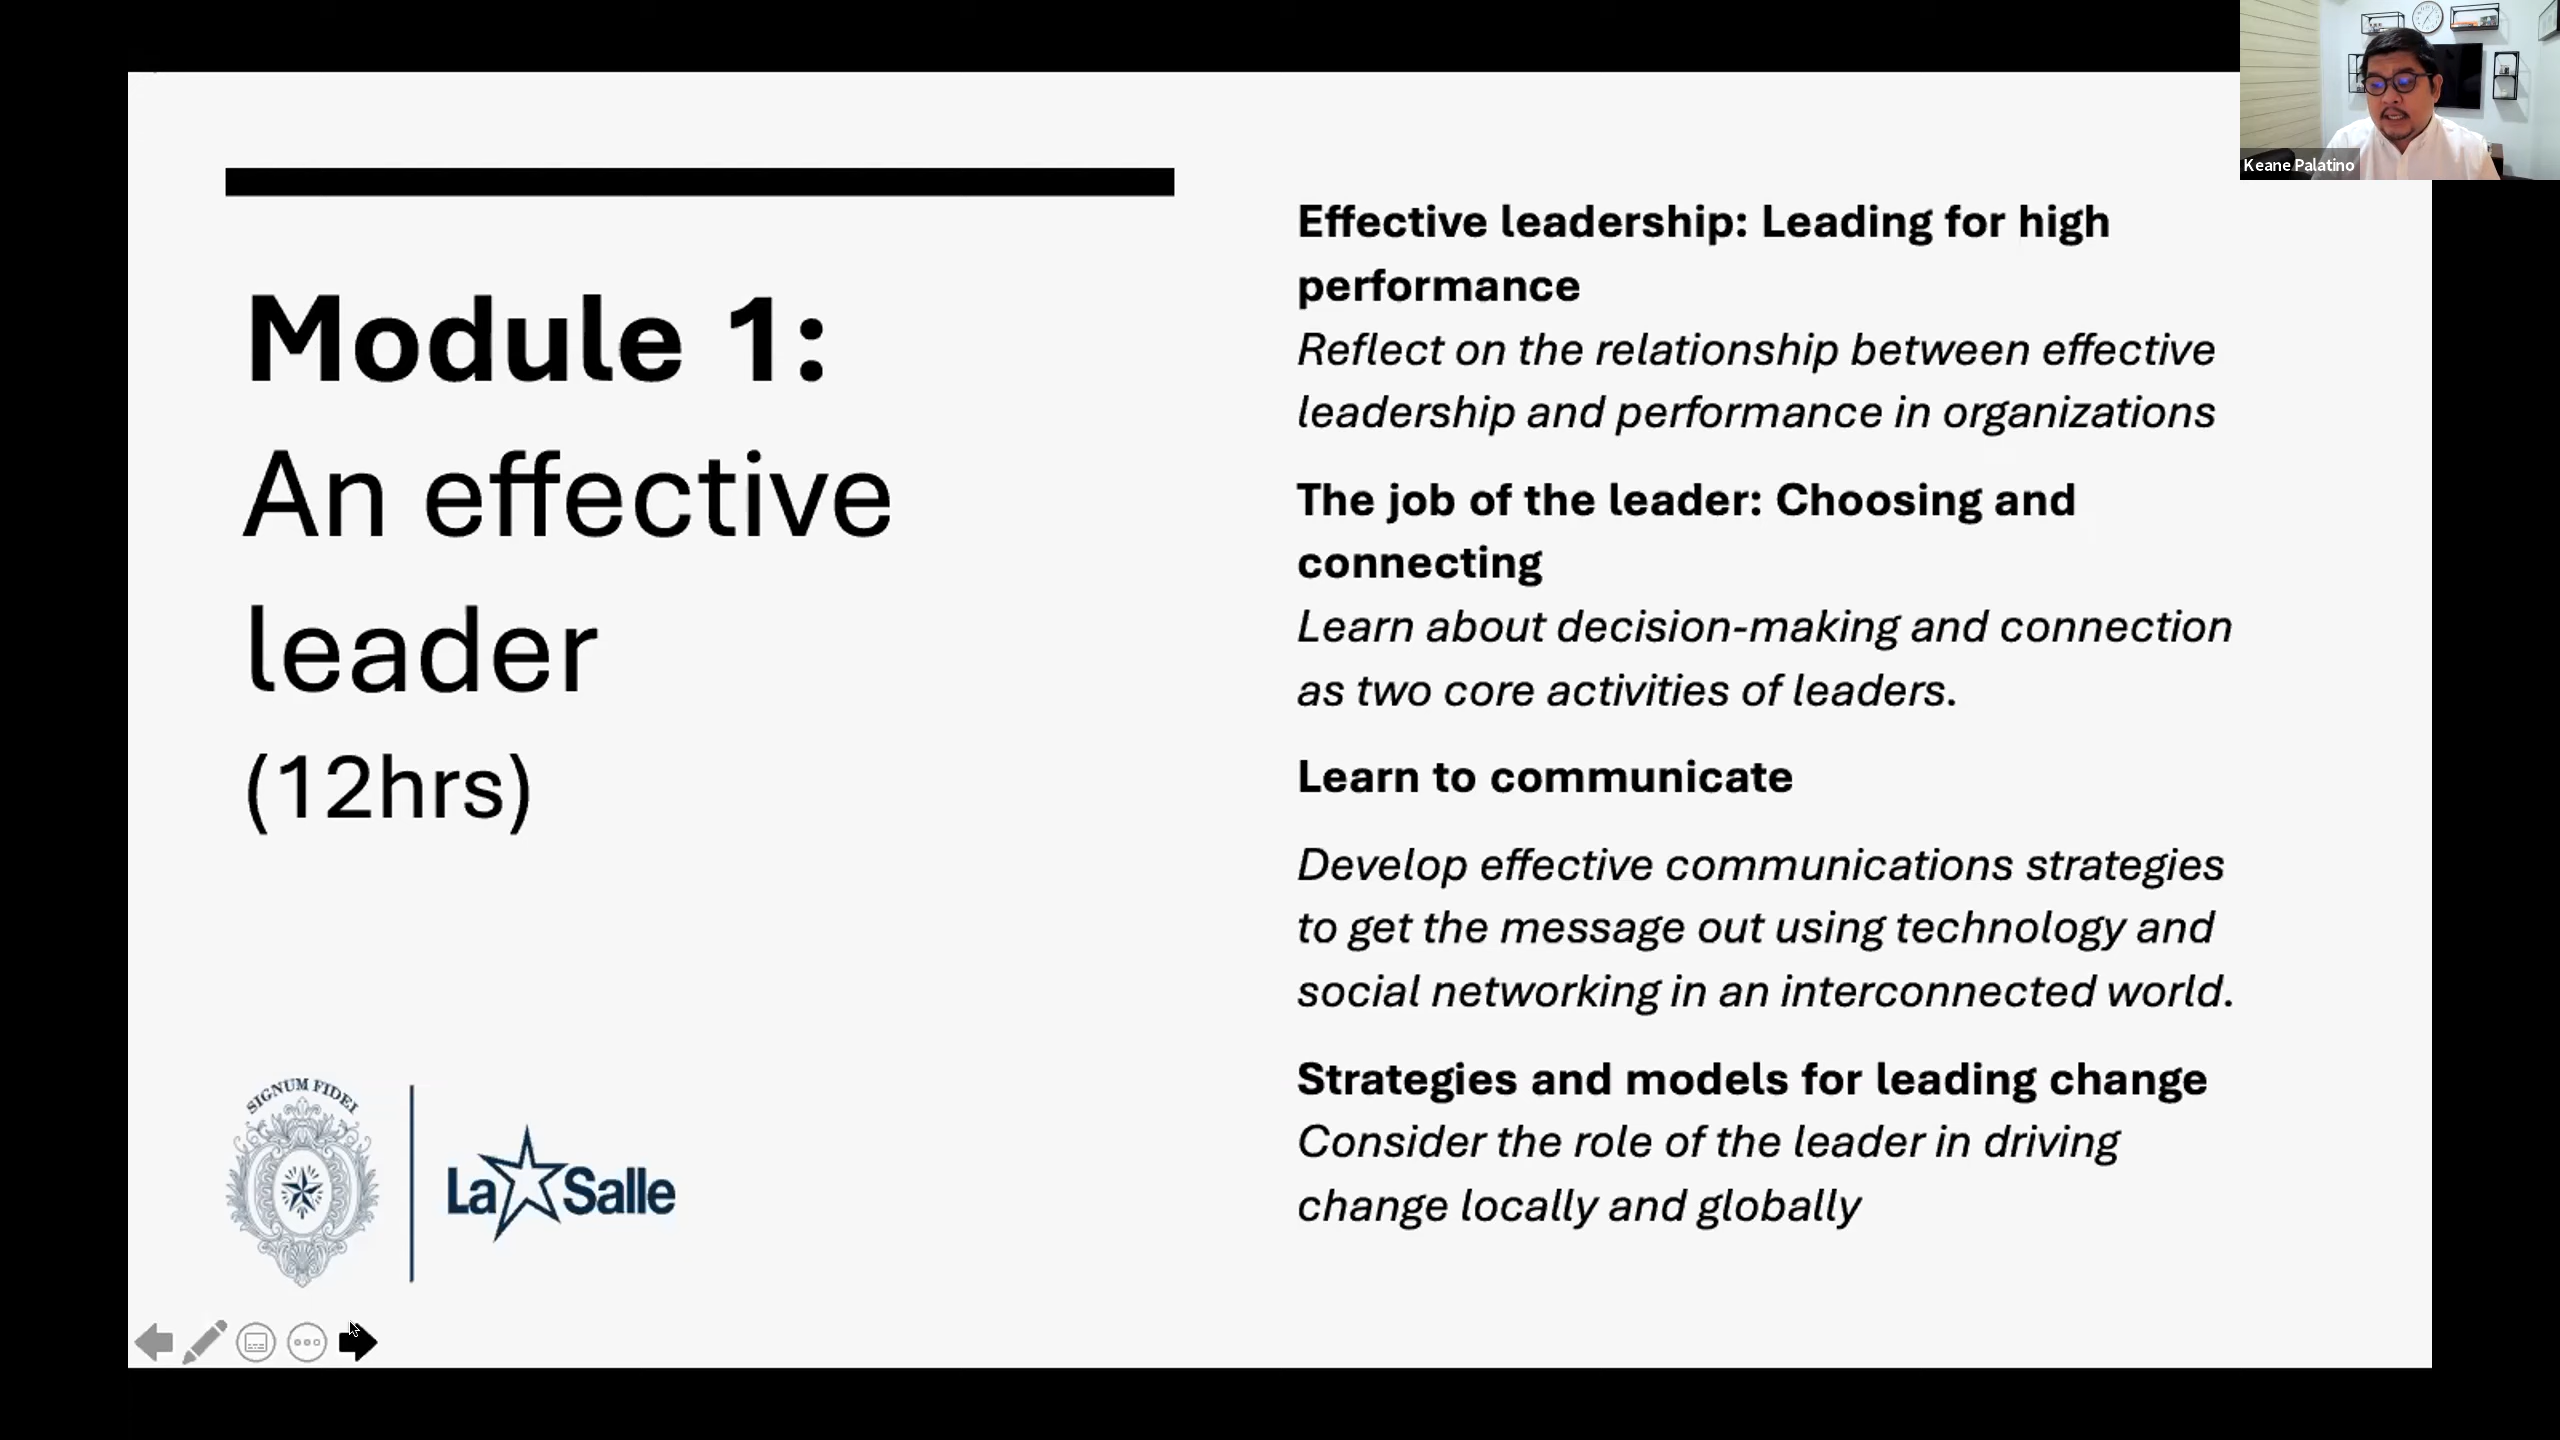 Keane Palatino
Module 1:
An effective
leader
(12hrs)
Effective leadership: Leading for high
performance
Reflect on the relationship between effective
leadership and performance in organizations
The job of the leader: Choosing and
connecting
Learn about decision-making and connection
as two core activities of leaders.
Learn to communicate
Develop effective communications strategies
to get the message out using technology and
social networking in an interconnected world.
Strategies and models for leading change
Consider the role of the leader in driving
change locally and globally
SIGNUM FIDEI
La Salle